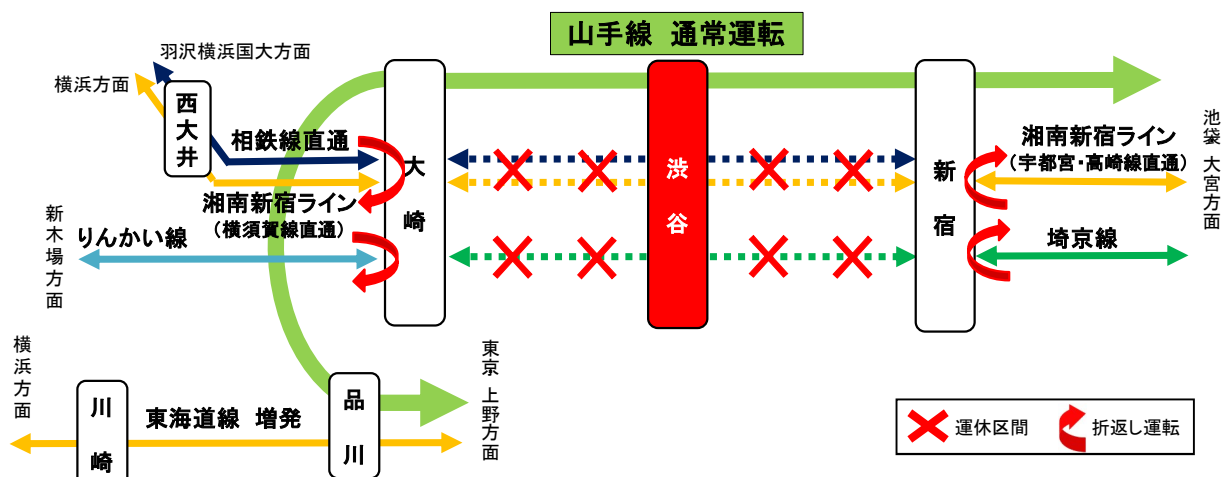 山手線 通常運転
羽沢横浜国大方面
横浜方面
西大井
相鉄線直通
大崎
渋谷
新宿
湘南新宿ライン
(宇都宮・高崎線直通)
池袋 大宮方面
湘南新宿ライン
(横須賀線直通)
新木場方面
りんかい線
埼京線
横浜方面
川崎
東海道線 増発
品川
東京 上野方面
運休区間
折返し運転